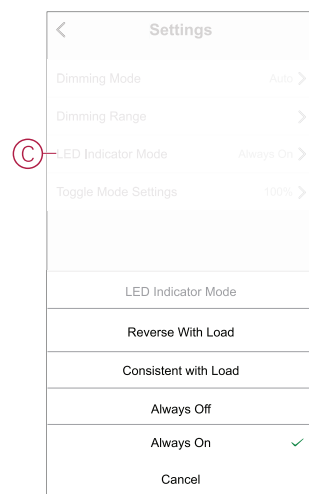 Settings
Dimming Mode Auto
Dimming Range
C LED Indicator Mode Always On
Toggle Mode Settings 100%
LED Indicator Mode
Reverse With Load
Consistent with Load
Always Off
Always On
Cancel